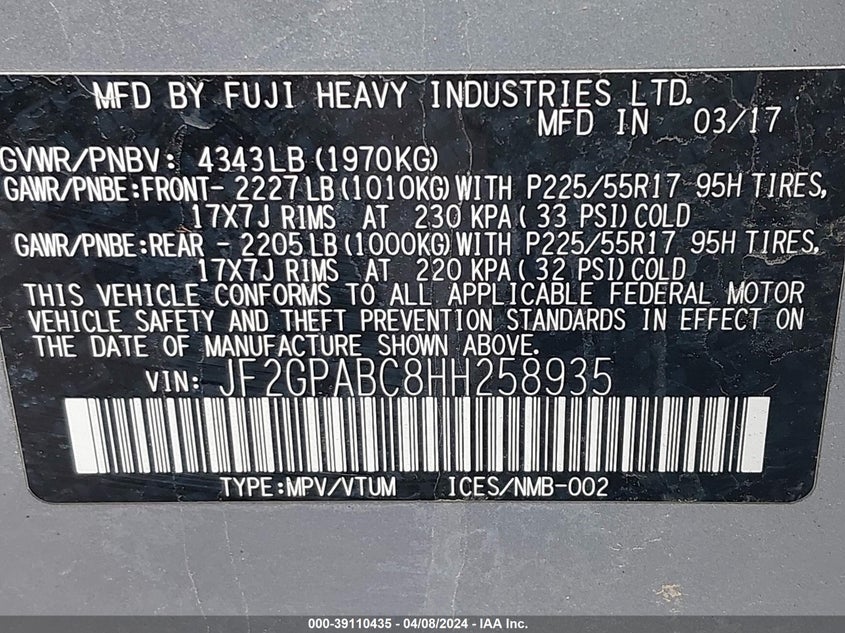 MFD BY FUJI HEAVY INDUSTRIES LTD.
MFD IN 03/17
GVWR/PNBV: 4343LB(1970KG)
GAWR/PNBE:FRONT- 2227LB(1010KG)WITH P225/55R17 95H TIRES,
17X7J RIMS AT 230 KPA( 33 PSI)COLD
GAWR/PNBE:REAR - 2205LB(1000KG)WITH P225/55R17 95H TIRES,
17X7J RIMS AT 220 KPA( 32 PSI)COLD
THIS VEHICLE CONFORMS TO ALL APPLICABLE FEDERAL MOTOR
VEHICLE SAFETY AND THEFT PREVENTION STANDARDS IN EFFECT ON
THE DATE OF MANUFACTURE SHOWN ABOVE.
VIN: JF2GPABC8HH258935
TYPE:MPV/VTUM ICES/NMB-002
000-39110435 - 04/08/2024 - IAA Inc.